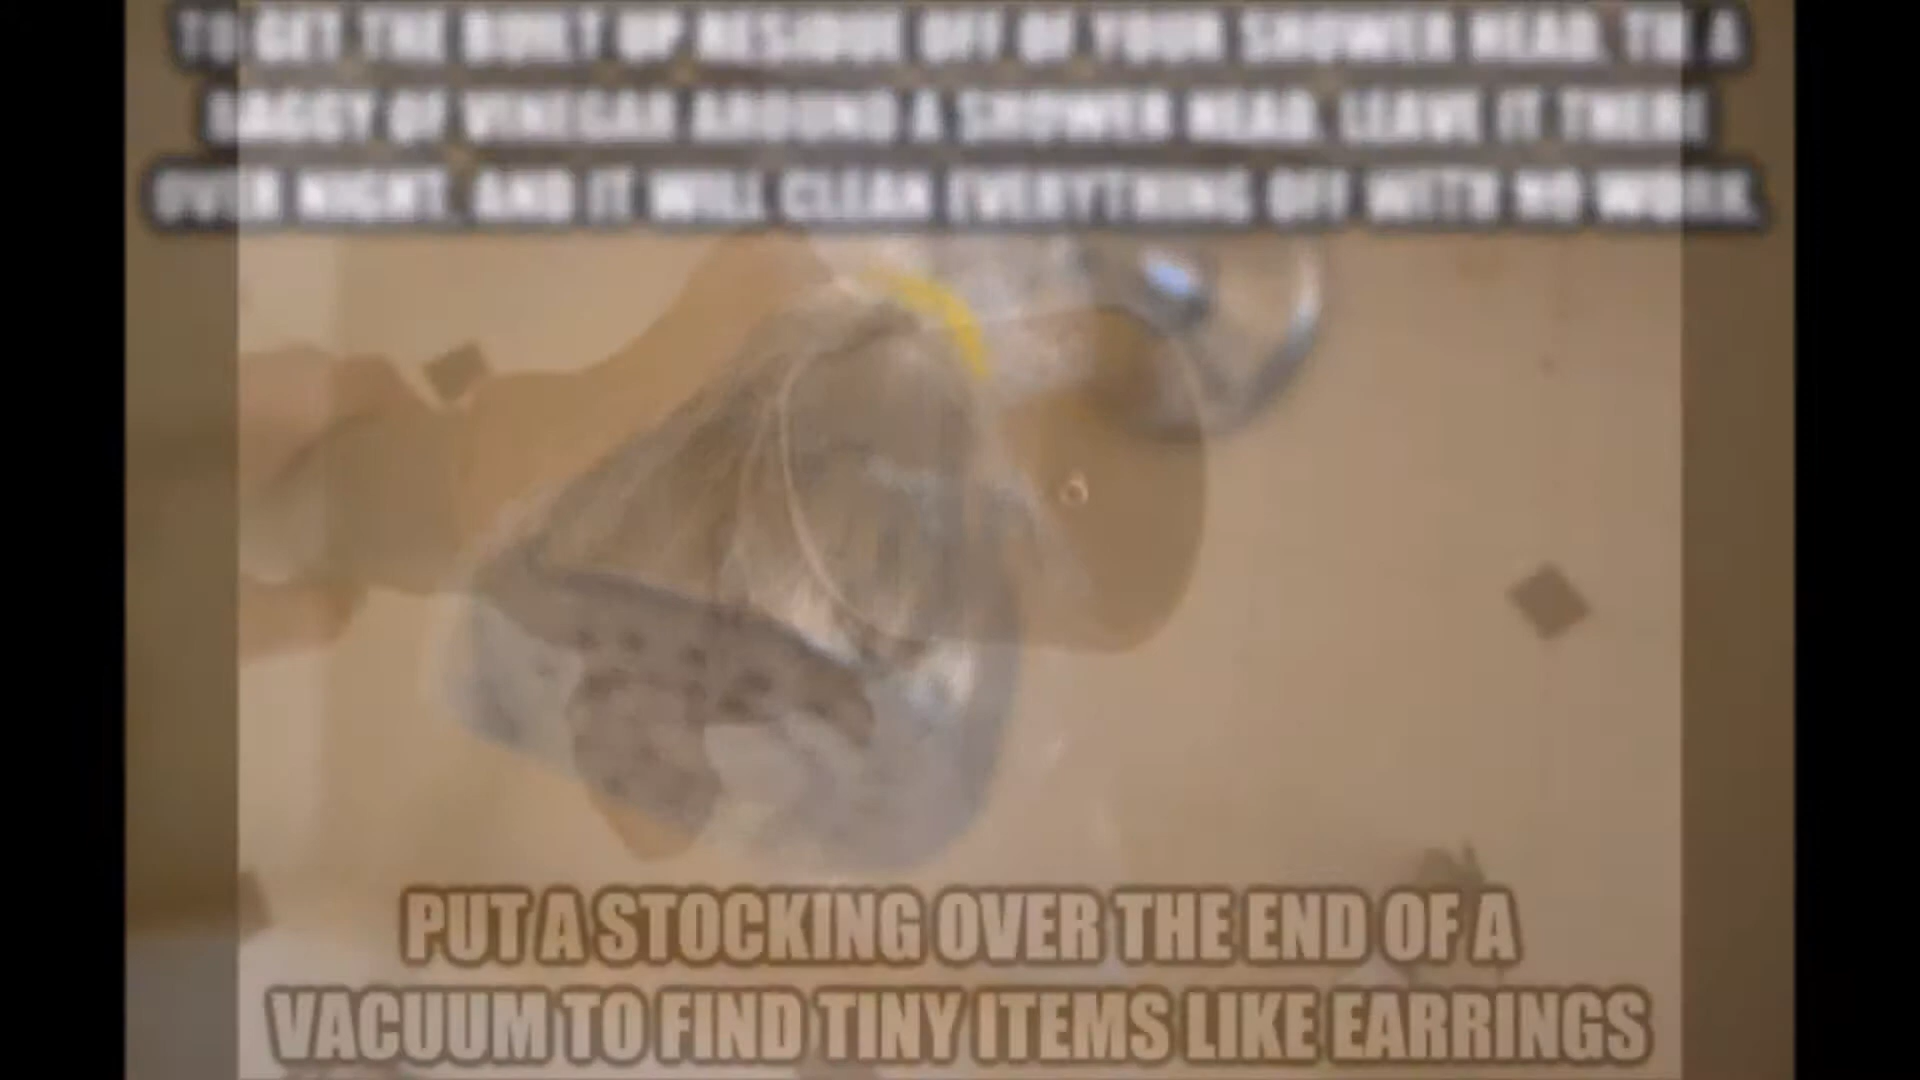 TO GET THE BUILT UP RESIDUE OFF OF YOUR SHOWER HEAD, TIE A
BAGGY OF VINEGAR AROUND A SHOWER HEAD, LEAVE IT THERE
OVER NIGHT, AND IT WILL CLEAN EVERYTHING OFF WITH NO WORK.
PUT A STOCKING OVER THE END OF A
VACUUM TO FIND TINY ITEMS LIKE EARRINGS